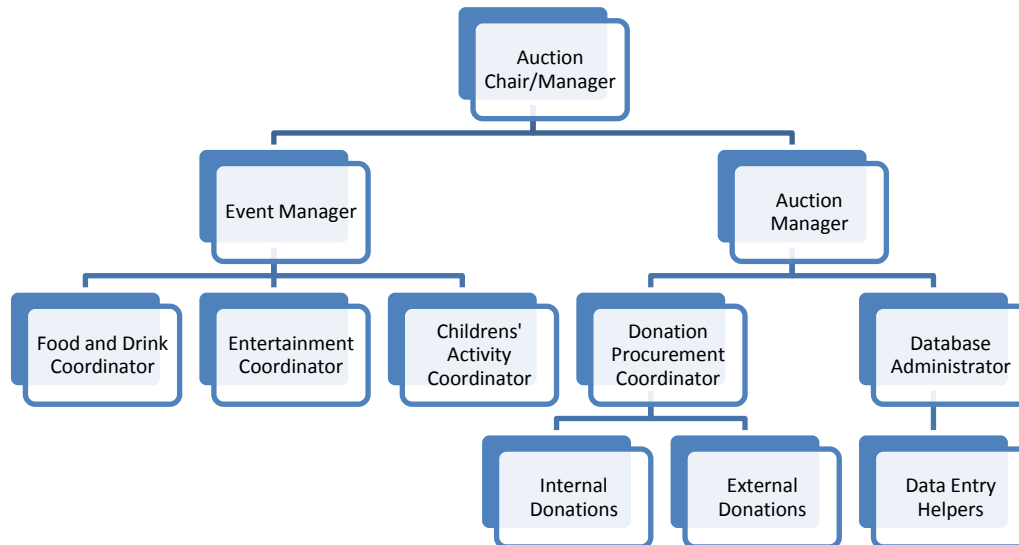 Auction
Chair/Manager
Event Manager
Auction
Manager
Food and Drink
Coordinator
Entertainment
Coordinator
Childrens'
Activity
Coordinator
Donation
Procurement
Coordinator
Database
Administrator
Internal
Donations
External
Donations
Data Entry
Helpers